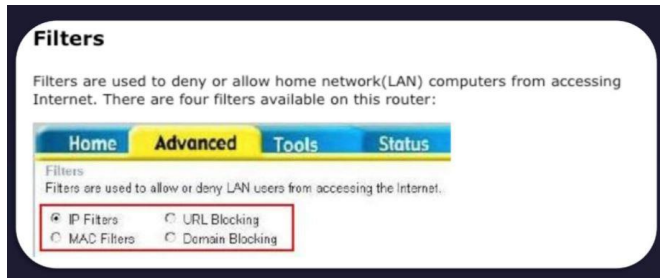 Filters
Filters are used to deny or allow home network(LAN) computers from accessing
Internet. There are four filters available on this router:
Home Advanced Tools Status
Filters
Filters are used to allow or deny LAN users from accessing the Internet.
IP Filters URL Blocking
MAC Filters Domain Blocking